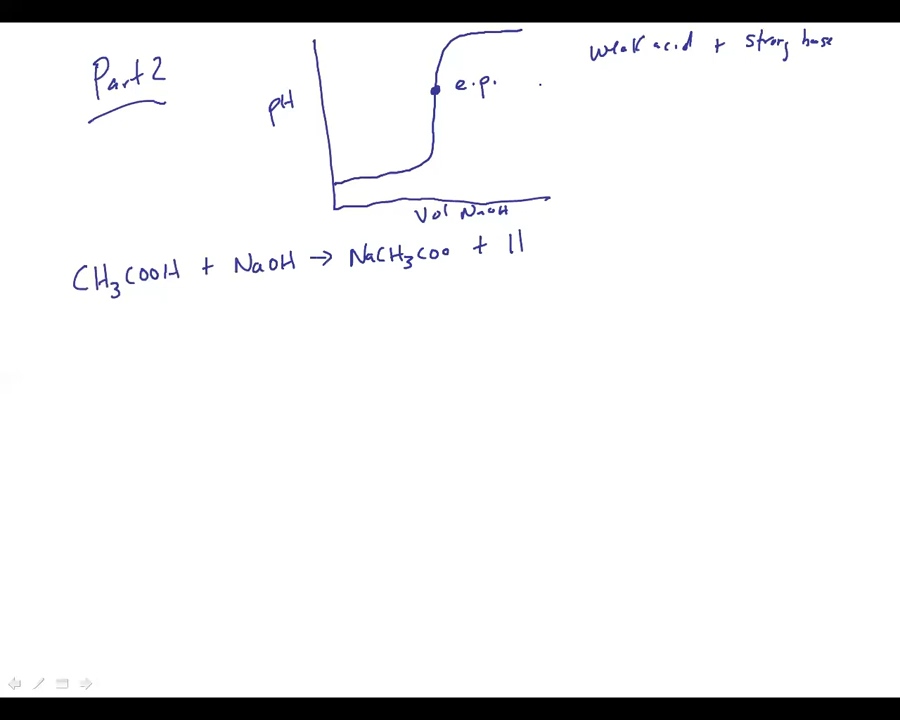 weak acid + strong base
Part 2
e.p.
pH
Vol NaOH
CH₃COOH + NaOH → NaCH₃COO + H